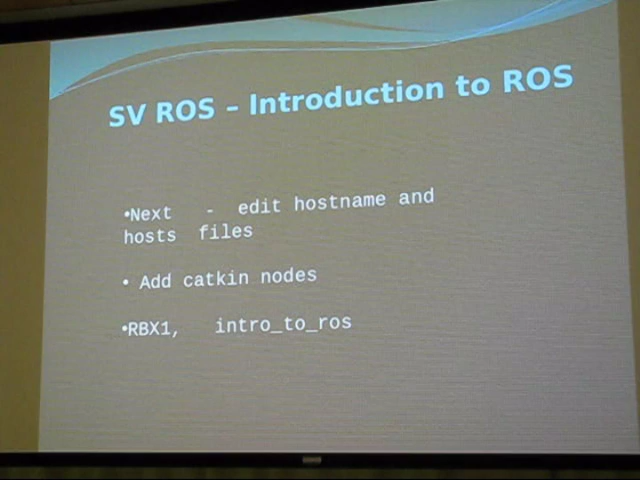 SV ROS – Introduction to ROS
•Next - edit hostname and
hosts files
• Add catkin nodes
•RBX1, intro_to_ros